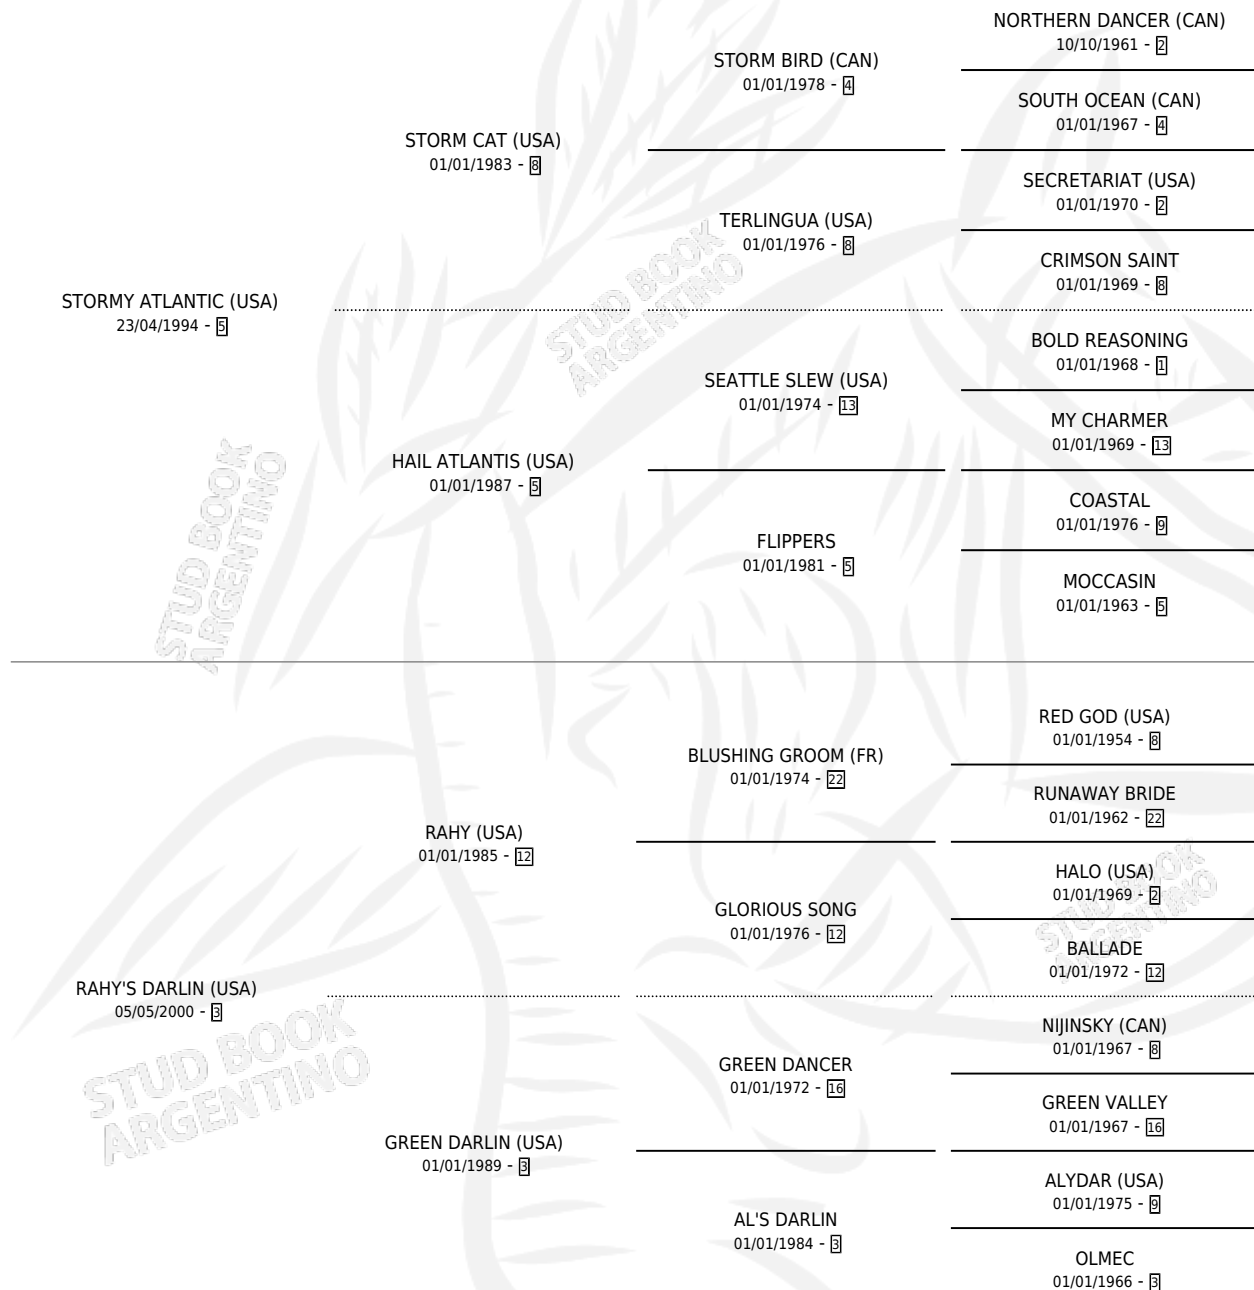 NORTHERN DANCER (CAN)
10/10/1961 - 2
STORM BIRD (CAN)
01/01/1978 - 4
SOUTH OCEAN (CAN)
01/01/1967 - 4
STORM CAT (USA)
01/01/1983 - 8
SECRETARIAT (USA)
01/01/1970 - 2
TERLINGUA (USA)
01/01/1976 - 8
CRIMSON SAINT
01/01/1969 - 8
STORMY ATLANTIC (USA)
23/04/1994 - 5
STUD BOOK
ARGENTINO
BOLD REASONING
01/01/1968 - 1
SEATTLE SLEW (USA)
01/01/1974 - 13
MY CHARMER
01/01/1969 - 13
HAIL ATLANTIS (USA)
01/01/1987 - 5
COASTAL
01/01/1976 - 9
FLIPPERS
01/01/1981 - 5
MOCCASIN
01/01/1963 - 5
STUD BOOK
ARGENTINO
RED GOD (USA)
01/01/1954 - 8
BLUSHING GROOM (FR)
01/01/1974 - 22
RUNAWAY BRIDE
01/01/1962 - 22
RAHY (USA)
01/01/1985 - 12
HALO (USA)
01/01/1969 - 2
GLORIOUS SONG
01/01/1976 - 12
BALLADE
01/01/1972 - 12
STUD BOOK
ARGENTINO
RAHY'S DARLIN (USA)
05/05/2000 - 3
NIJINSKY (CAN)
01/01/1967 - 8
GREEN DANCER
01/01/1972 - 16
GREEN VALLEY
01/01/1967 - 16
STUD BOOK
ARGENTINO
GREEN DARLIN (USA)
01/01/1989 - 3
ALYDAR (USA)
01/01/1975 - 9
AL'S DARLIN
01/01/1984 - 3
OLMEC
01/01/1966 - 3